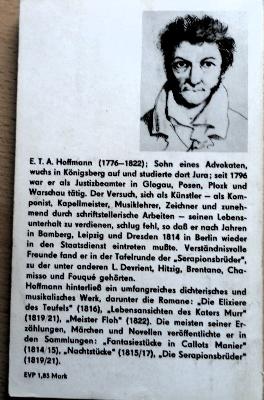 E. T. A. Hoffmann (1776—1822); Sohn eines Advokaten,
wuchs in Königsberg auf und studierte dort Jura; seit 1796
war er als Justizbeamter in Glogau, Posen, Plozk und
Warschau tätig. Der Versuch, sich als Künstler — als Kom-
ponist, Kapellmeister, Musiklehrer, Zeichner und zuneh-
mend durch schriftstellerische Arbeiten — seinen Lebens-
unterhalt zu verdienen, schlug fehl, so daß er nach Jahren
in Bamberg, Leipzig und Dresden 1814 in Berlin wieder
in den Staatsdienst eintreten mußte. Verständnisvolle
Freunde fand er in der Tafelrunde der „Serapionsbrüder",
zu der unter anderen L. Devrient, Hitzig, Brentano, Cha-
misso und Fouqué gehörten.
Hoffmann hinterließ ein umfangreiches dichterisches und
musikalisches Werk, darunter die Romane: „Die Elixiere
des Teufels" (1816), „Lebensansichten des Katers Murr"
(1819/21), „Meister Floh" (1822). Die meisten seiner Er-
zählungen, Märchen und Novellen veröffentlichte er in
den Sammlungen: „Fantasiestücke in Callots Manier"
(1814/15), „Nachtstücke" (1815/17), „Die Serapionsbrüder"
(1819/21).
EVP 1,85 Mark